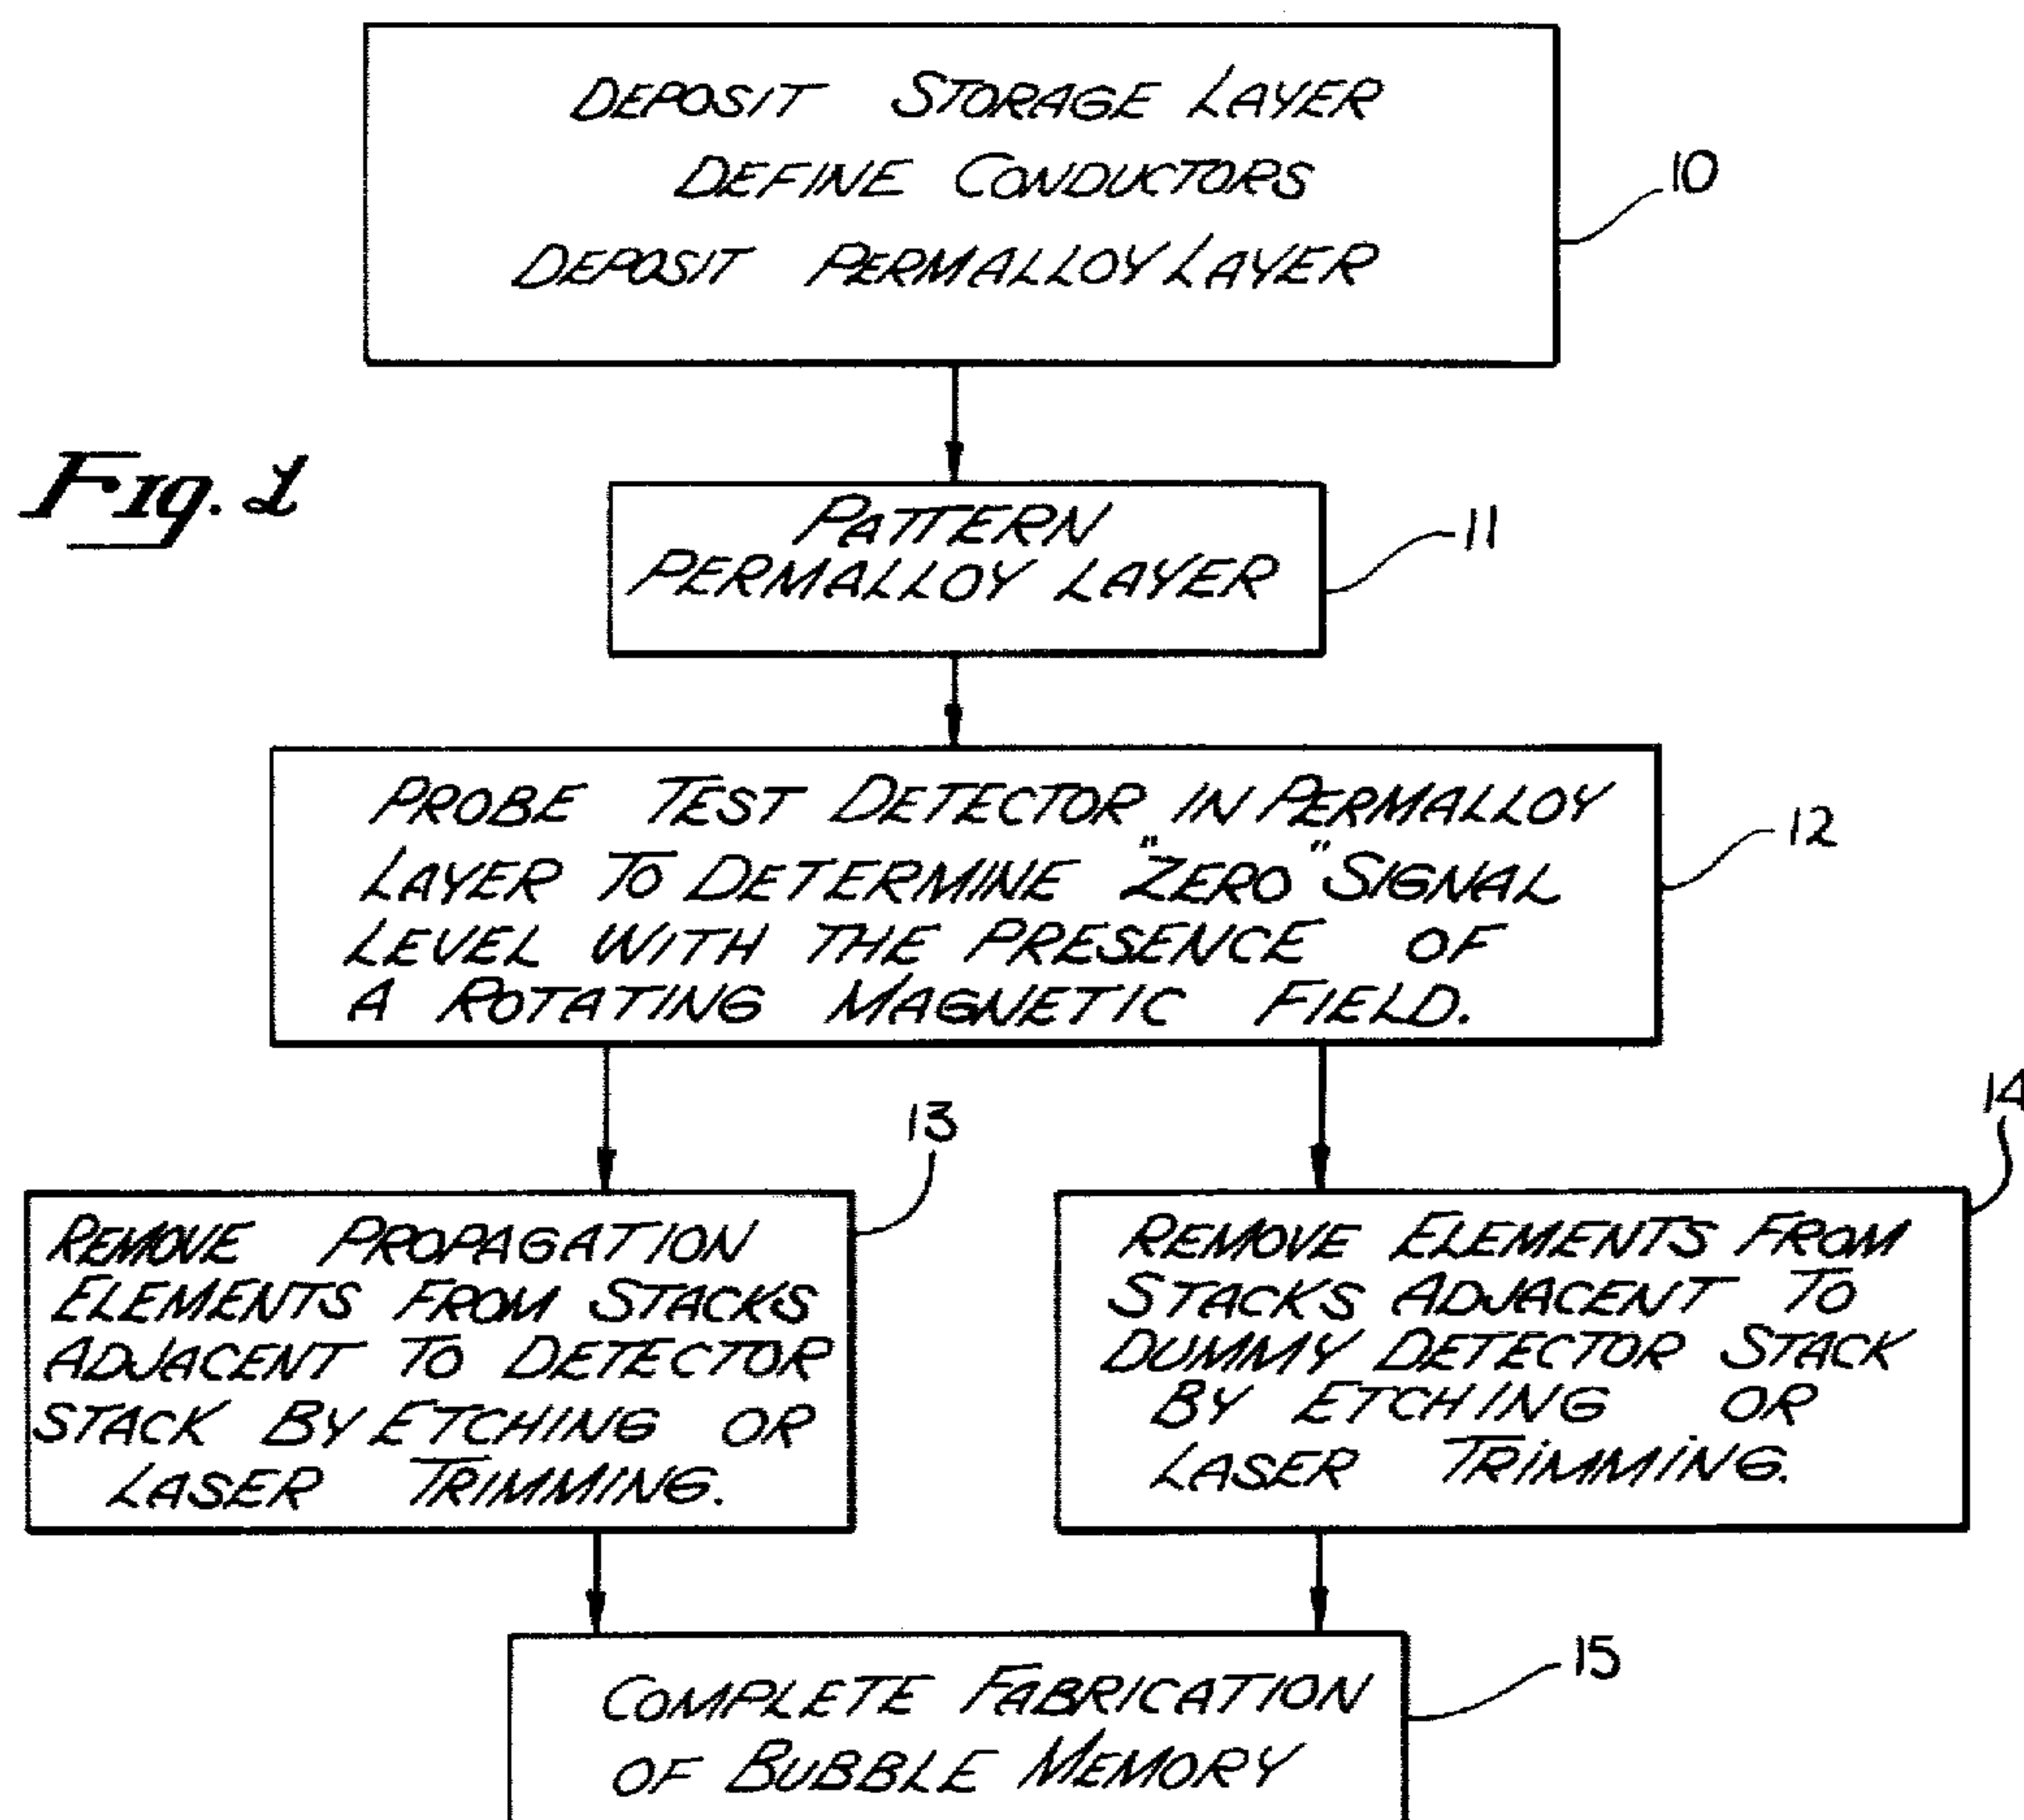 DEPOSIT STORAGE LAYER
DEFINE CONDUCTORS
DEPOSIT PERMALLOY LAYER
10
Fig. 1
PATTERN
PERMALLOY LAYER
11
PROBE TEST DETECTOR IN PERMALLOY
LAYER TO DETERMINE "ZERO" SIGNAL
LEVEL WITH THE PRESENCE OF
A ROTATING MAGNETIC FIELD.
12
13
REMOVE PROPAGATION
ELEMENTS FROM STACKS
ADJACENT TO DETECTOR
STACK BY ETCHING OR
LASER TRIMMING.
14
REMOVE ELEMENTS FROM
STACKS ADJACENT TO
DUMMY DETECTOR STACK
BY ETCHING OR
LASER TRIMMING.
COMPLETE FABRICATION
OF BUBBLE MEMORY
15